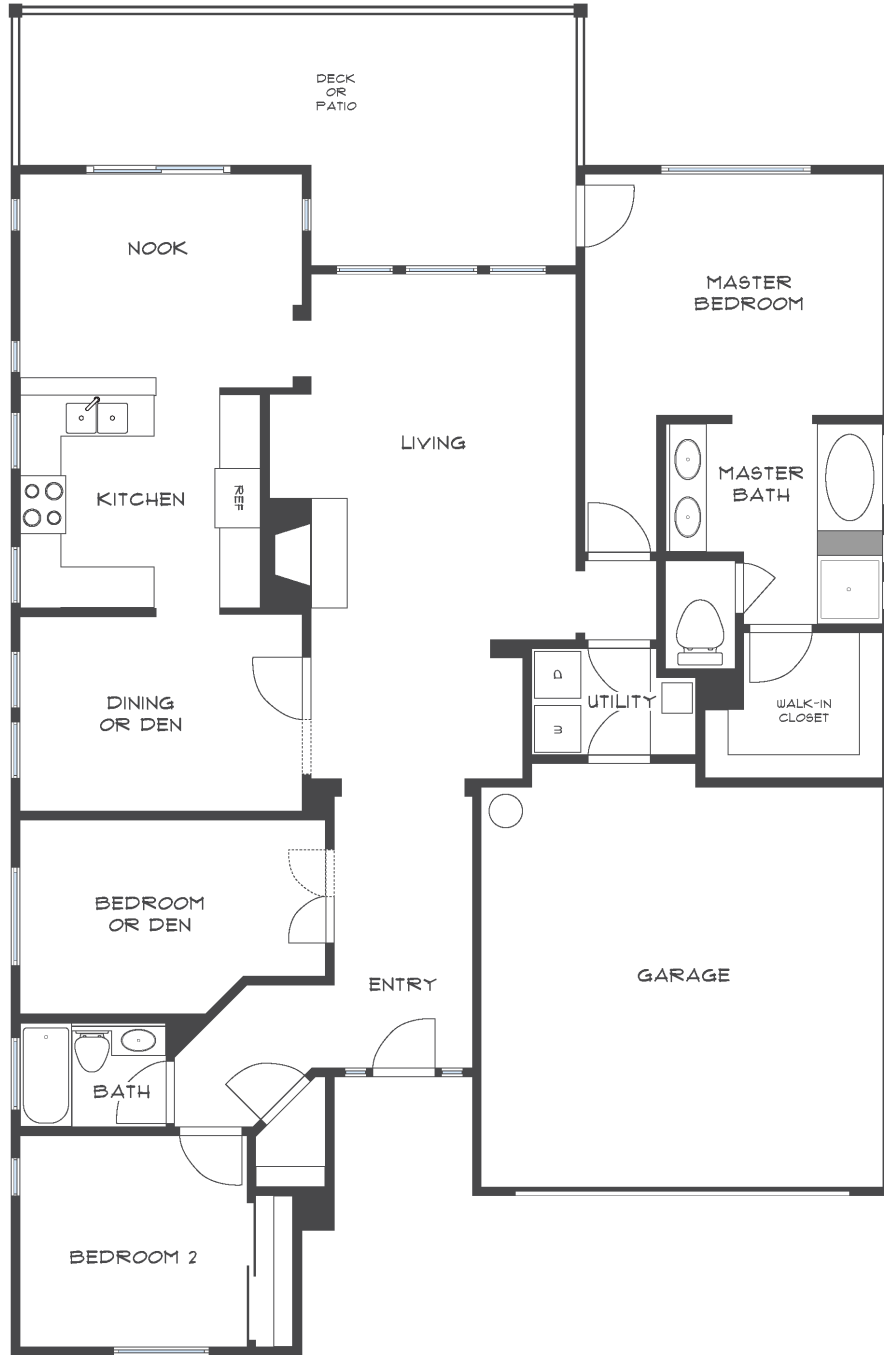 DECK
OR
PATIO
NOOK
MASTER
BEDROOM
LIVING
KITCHEN
REF
MASTER
BATH
DINING
OR DEN
D
UTILITY
W
WALK-IN
CLOSET
BEDROOM
OR DEN
ENTRY
GARAGE
BATH
BEDROOM 2